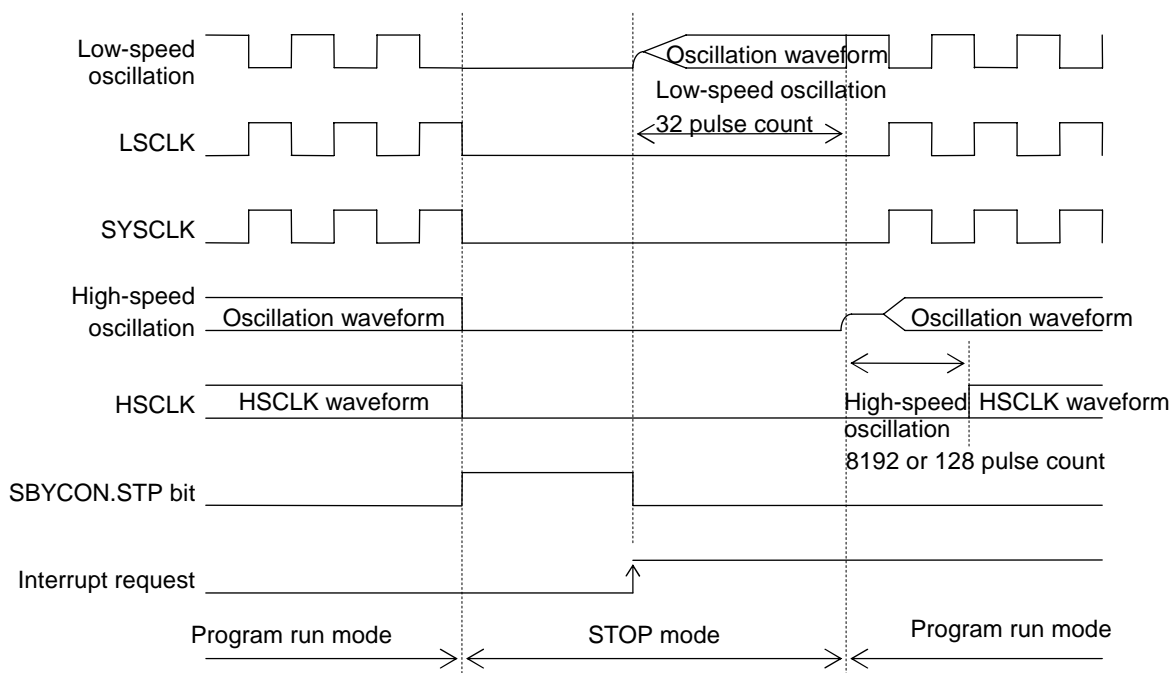 Low-speed
oscillation
Oscillation waveform
Low-speed oscillation
32 pulse count
LSCLK
SYSCLK
High-speed
oscillation
Oscillation waveform
Oscillation waveform
HSCLK
HSCLK waveform
High-speed
oscillation
8192 or 128 pulse count
HSCLK waveform
SBYCON.STP bit
Interrupt request
Program run mode
STOP mode
Program run mode